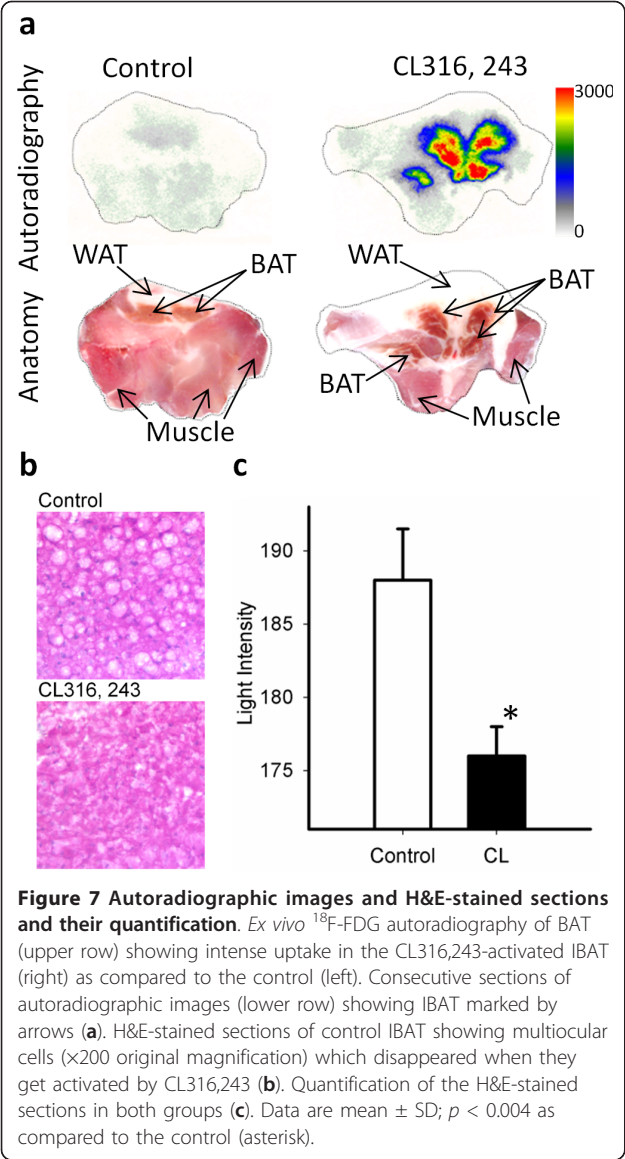 a
Control
CL316, 243
Autoradiography
3000
0
WAT
BAT
WAT
BAT
Anatomy
BAT
Muscle
Muscle
b
c
Control
CL316, 243
190
185
180
175
Light Intensity
*
Control
CL
Figure 7 Autoradiographic images and H&E-stained sections
and their quantification. Ex vivo 18F-FDG autoradiography of BAT
(upper row) showing intense uptake in the CL316,243-activated IBAT
(right) as compared to the control (left). Consecutive sections of
autoradiographic images (lower row) showing IBAT marked by
arrows (a). H&E-stained sections of control IBAT showing multiocular
cells (×200 original magnification) which disappeared when they
get activated by CL316,243 (b). Quantification of the H&E-stained
sections in both groups (c). Data are mean ± SD; p < 0.004 as
compared to the control (asterisk).